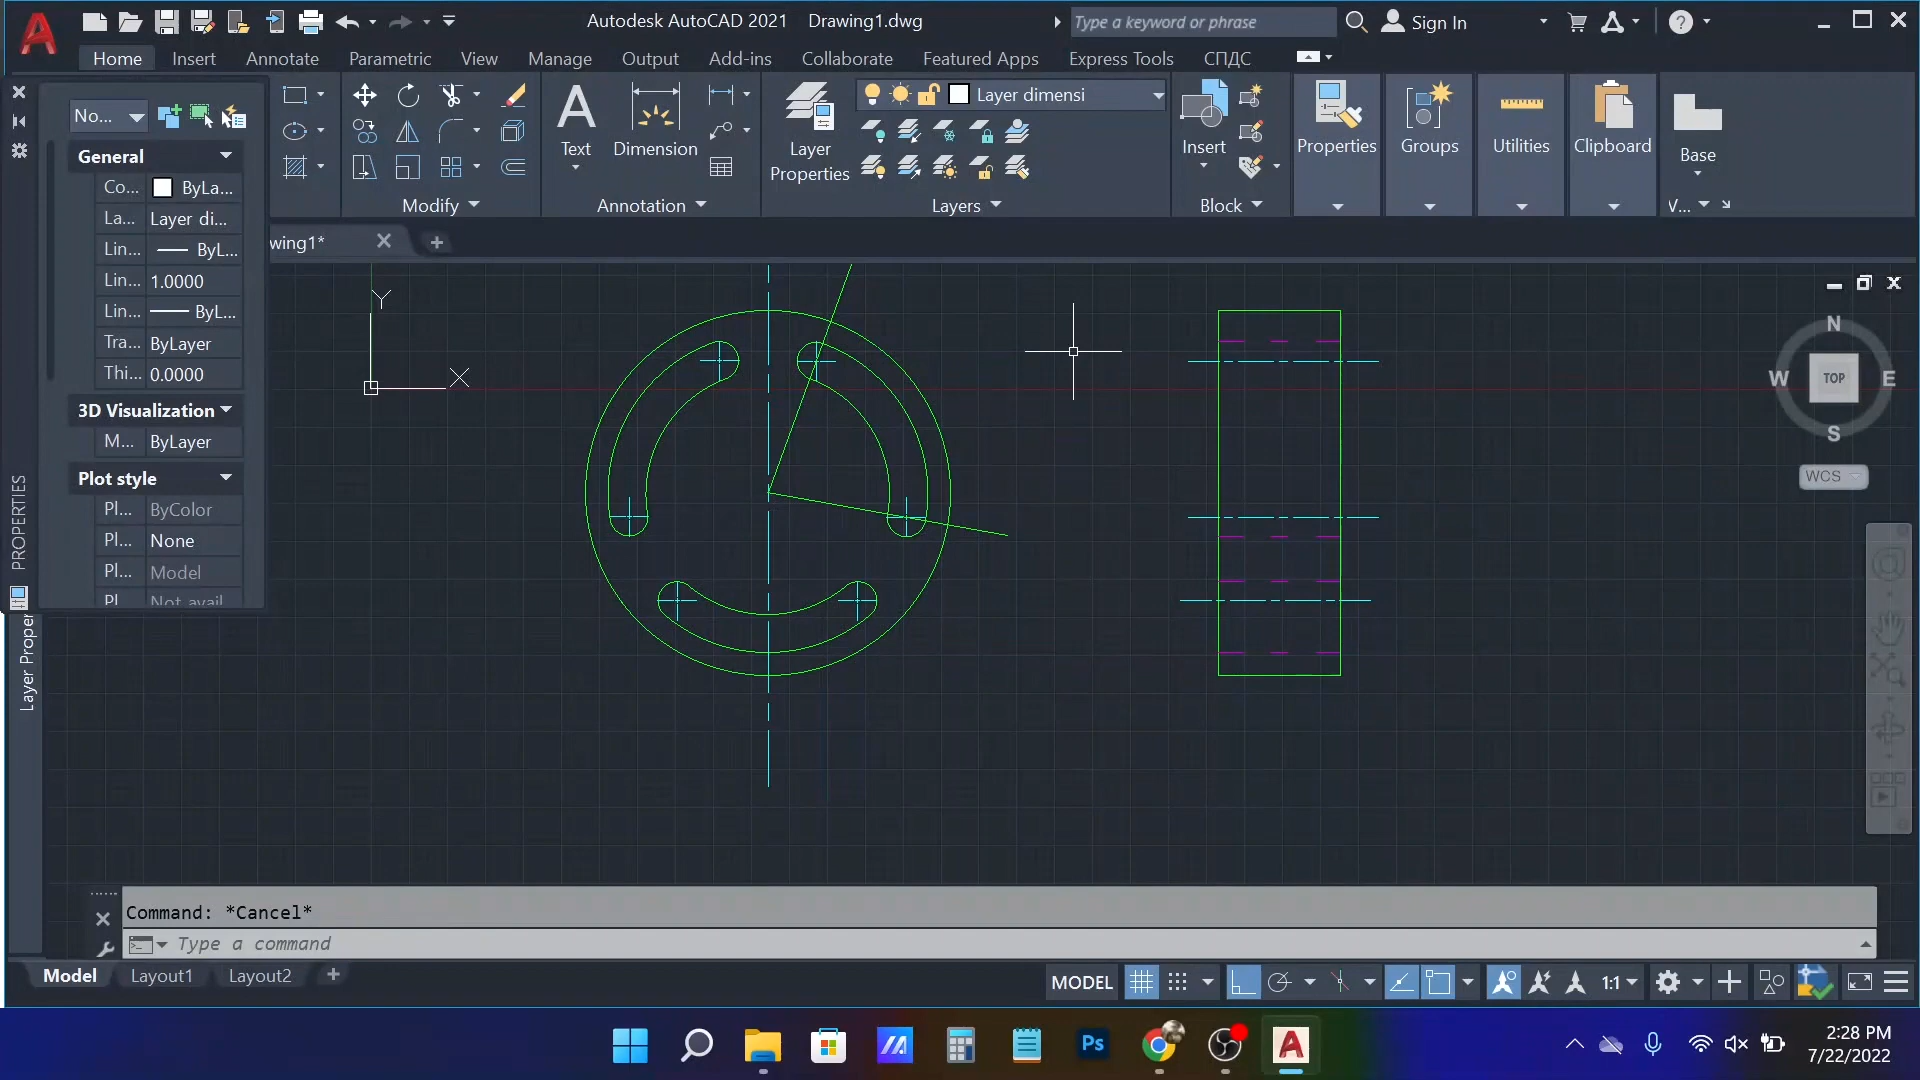 Autodesk AutoCAD 2021 Drawing1.dwg
Type a keyword or phrase
Sign In
Home Insert Annotate Parametric View Manage Output Add-ins Collaborate Featured Apps Express Tools СПДС
No...
General
Co... ByLa...
La... Layer di...
Lin... ByL...
Lin... 1.0000
Lin... ByL...
Tra... ByLayer
Thi... 0.0000
3D Visualization
M... ByLayer
Plot style
Pl... ByColor
Pl... None
Pl... Model
Pl Not avail
PROPERTIES
Layer Proper
Modify
Text
Dimension
Annotation
Layer
Properties
Layer dimensi
Layers
Insert
Block
Properties
Groups
Utilities
Clipboard
Base
V...
wing1*
Y
X
N
W TOP E
S
WCS
Command: *Cancel*
Type a command
Model Layout1 Layout2
MODEL
1:1
Ps
2:28 PM
7/22/2022